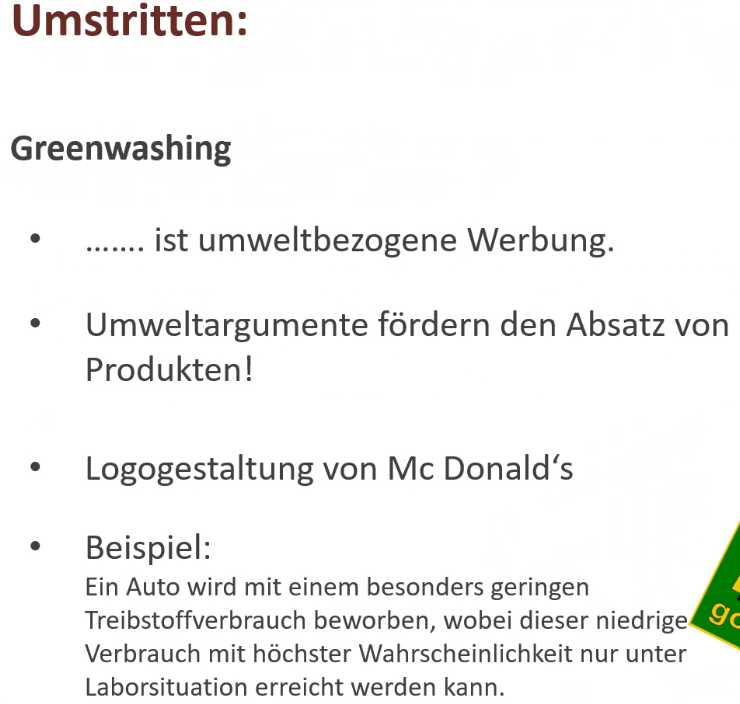 Umstritten:
Greenwashing
• ....... ist umweltbezogene Werbung.
• Umweltargumente fördern den Absatz von
Produkten!
• Logogestaltung von Mc Donald‘s
• Beispiel:
Ein Auto wird mit einem besonders geringen
Treibstoffverbrauch beworben, wobei dieser niedrige
Verbrauch mit höchster Wahrscheinlichkeit nur unter
Laborsituation erreicht werden kann.